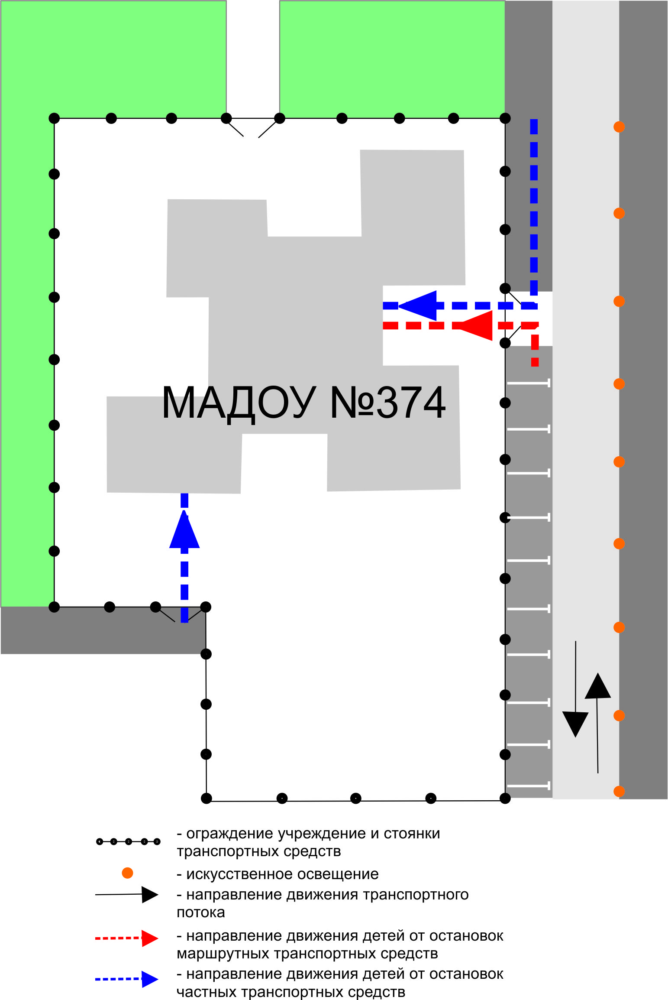 МАДОУ №374
- ограждение учреждение и стоянки
транспортных средств
- искусственное освещение
- направление движения транспортного
потока
- направление движения детей от остановок
маршрутных транспортных средств
- направление движения детей от остановок
частных транспортных средств